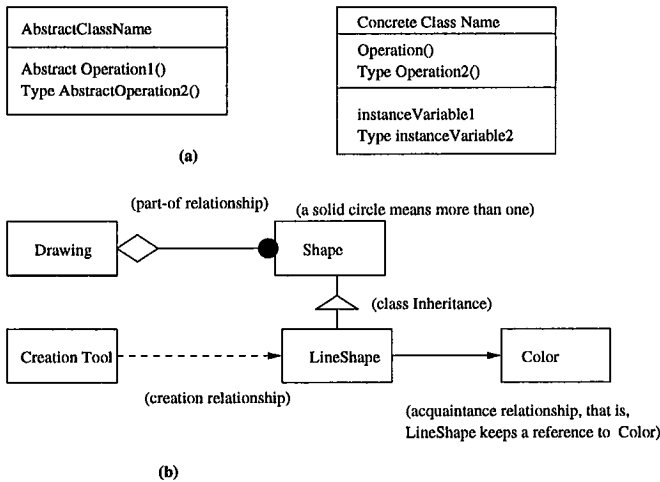 AbstractClassName
Abstract Operation1()
Type AbstractOperation2()
Concrete Class Name
Operation()
Type Operation2()
instanceVariable1
Type instanceVariable2
(a)
(part-of relationship)
(a solid circle means more than one)
Drawing
Shape
(class Inheritance)
Creation Tool
LineShape
Color
(creation relationship)
(acquaintance relationship, that is,
LineShape keeps a reference to Color)
(b)